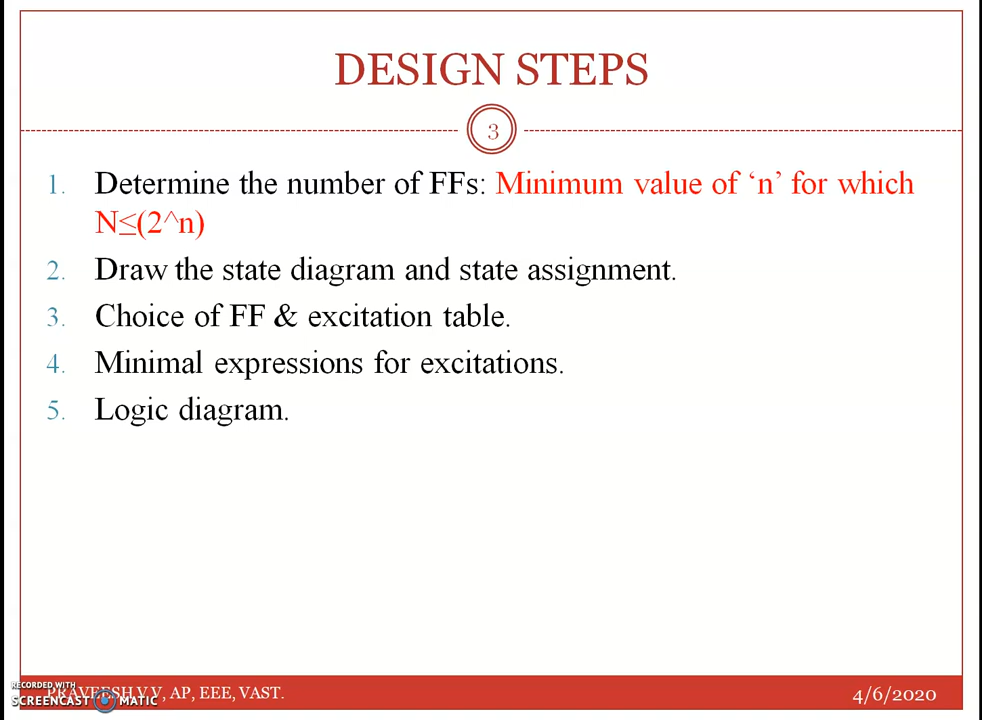 DESIGN STEPS
3
1. Determine the number of FFs: Minimum value of ‘n’ for which
N≤(2^n)
2. Draw the state diagram and state assignment.
3. Choice of FF & excitation table.
4. Minimal expressions for excitations.
5. Logic diagram.
RECORDED WITH
PRAVEESH.V.V, AP, EEE, VAST.
SCREENCAST MATIC
4/6/2020